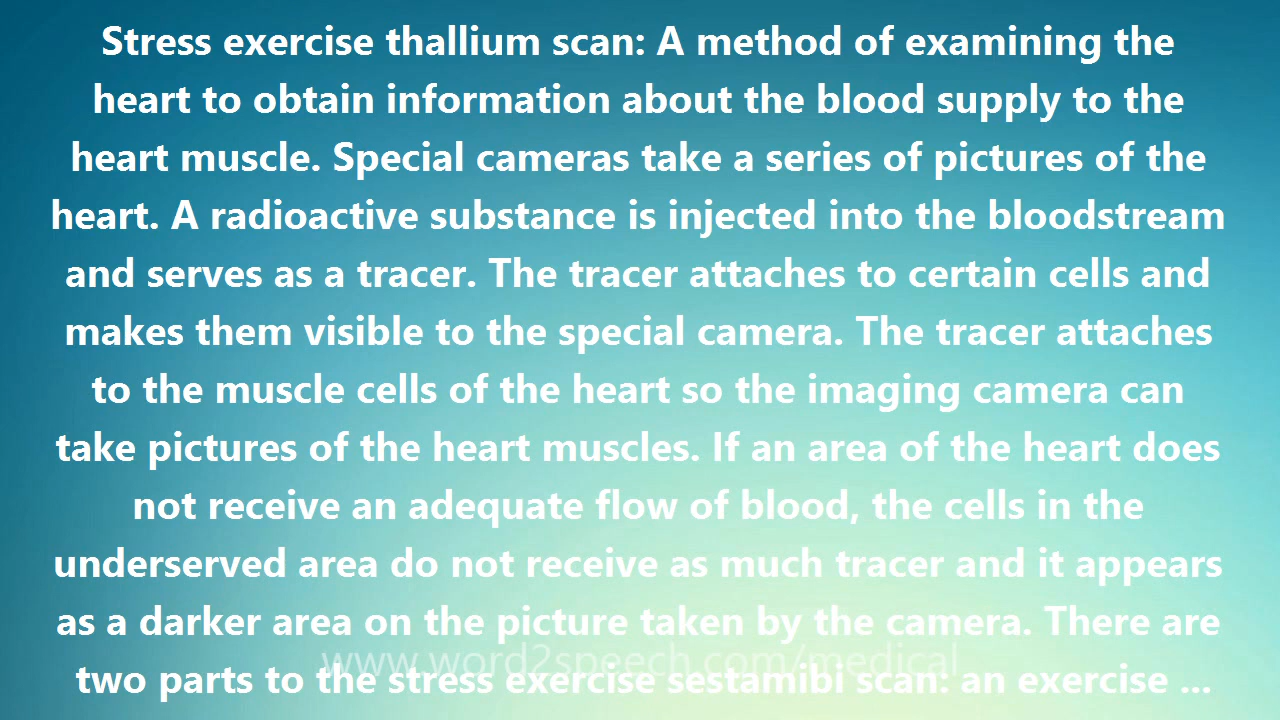 Stress exercise thallium scan: A method of examining the
heart to obtain information about the blood supply to the
heart muscle. Special cameras take a series of pictures of the
heart. A radioactive substance is injected into the bloodstream
and serves as a tracer. The tracer attaches to certain cells and
makes them visible to the special camera. The tracer attaches
to the muscle cells of the heart so the imaging camera can
take pictures of the heart muscles. If an area of the heart does
not receive an adequate flow of blood, the cells in the
underserved area do not receive as much tracer and it appears
as a darker area on the picture taken by the camera. There are
www.word2speech.com/medical
two parts to the stress exercise sestamibi scan: an exercise ...